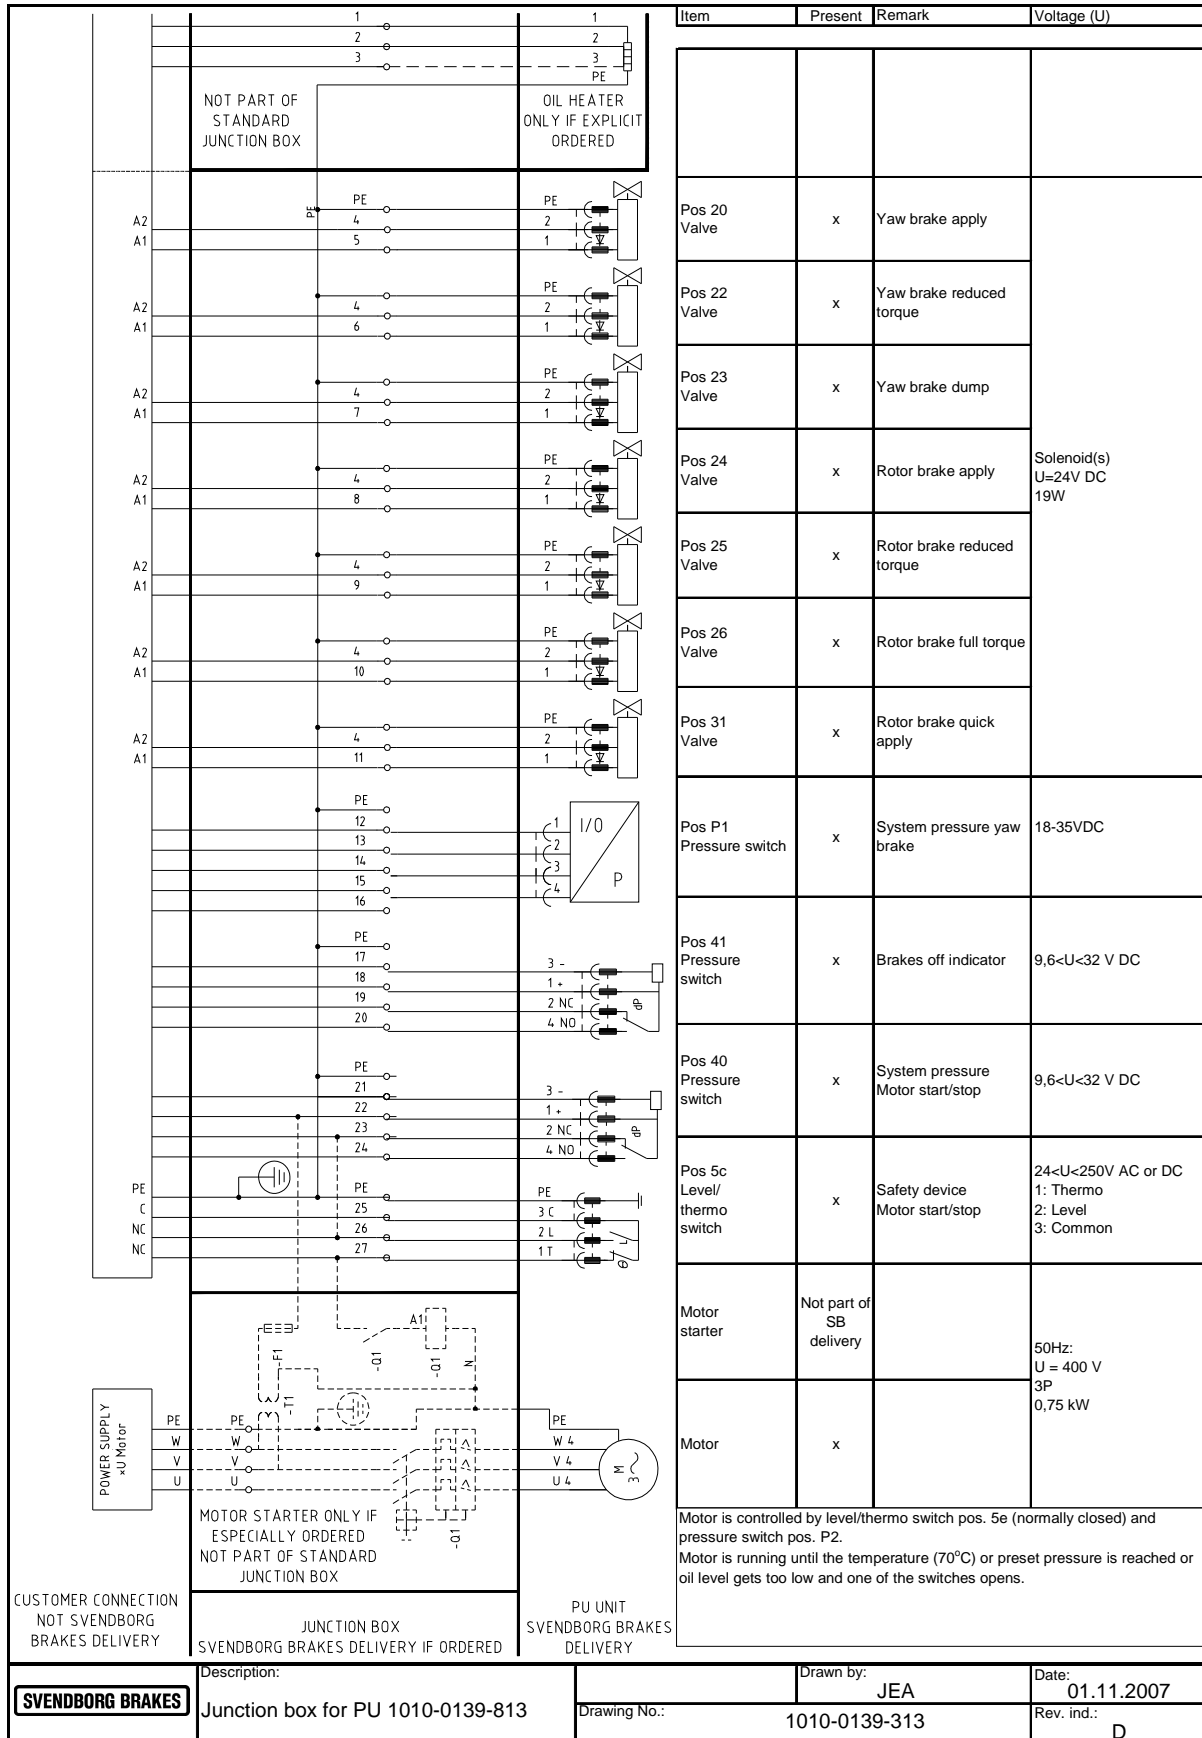 Item Present Remark Voltage (U)
1 1
2 2
3 3
PE
NOT PART OF
STANDARD
JUNCTION BOX
OIL HEATER
ONLY IF EXPLICIT
ORDERED
PE
PE PE
A2 4 2
A1 5 1
Pos 20
Valve
x
Yaw brake apply
PE
A2 4 2
A1 6 1
Pos 22
Valve
x
Yaw brake reduced
torque
PE
A2 4 2
A1 7 1
Pos 23
Valve
x
Yaw brake dump
PE
A2 4 2
A1 8 1
Pos 24
Valve
x
Rotor brake apply
Solenoid(s)
U=24V DC
19W
PE
A2 4 2
A1 9 1
Pos 25
Valve
x
Rotor brake reduced
torque
PE
A2 4 2
A1 10 1
Pos 26
Valve
x
Rotor brake full torque
PE
A2 4 2
A1 11 1
Pos 31
Valve
x
Rotor brake quick
apply
PE
12 1
13 2
14 3
15 4
16
I/O
P
Pos P1
Pressure switch
x
System pressure yaw
brake
18-35VDC
PE
17 3 -
18 1 +
19 2 NC
20 4 NO
dP
Pos 41
Pressure
switch
x
Brakes off indicator
9,6<U<32 V DC
PE
21 3 -
22 1 +
23 2 NC
24 4 NO
dP
Pos 40
Pressure
switch
x
System pressure
Motor start/stop
9,6<U<32 V DC
PE PE PE
C 25 3 C
NC 26 2 L
NC 27 1 T
L
θ
Pos 5c
Level/
thermo
switch
x
Safety device
Motor start/stop
24<U<250V AC or DC
1: Thermo
2: Level
3: Common
A1
-F1
-Q1
-Q1
N
-T1
Motor
starter
Not part of
SB
delivery
50Hz:
U = 400 V
3P
0,75 kW
POWER SUPPLY
×U Motor
PE PE PE
W W W 4
V V V 4
U U U 4
M
3~
-Q1
Motor
x
MOTOR STARTER ONLY IF
ESPECIALLY ORDERED
NOT PART OF STANDARD
JUNCTION BOX
Motor is controlled by level/thermo switch pos. 5e (normally closed) and
pressure switch pos. P2.
Motor is running until the temperature (70°C) or preset pressure is reached or
oil level gets too low and one of the switches opens.
CUSTOMER CONNECTION
NOT SVENDBORG
BRAKES DELIVERY
JUNCTION BOX
SVENDBORG BRAKES DELIVERY IF ORDERED
PU UNIT
SVENDBORG BRAKES
DELIVERY
SVENDBORG BRAKES
Description:
Junction box for PU 1010-0139-813
Drawn by:
JEA
Date:
01.11.2007
Drawing No.:
1010-0139-313
Rev. ind.:
D